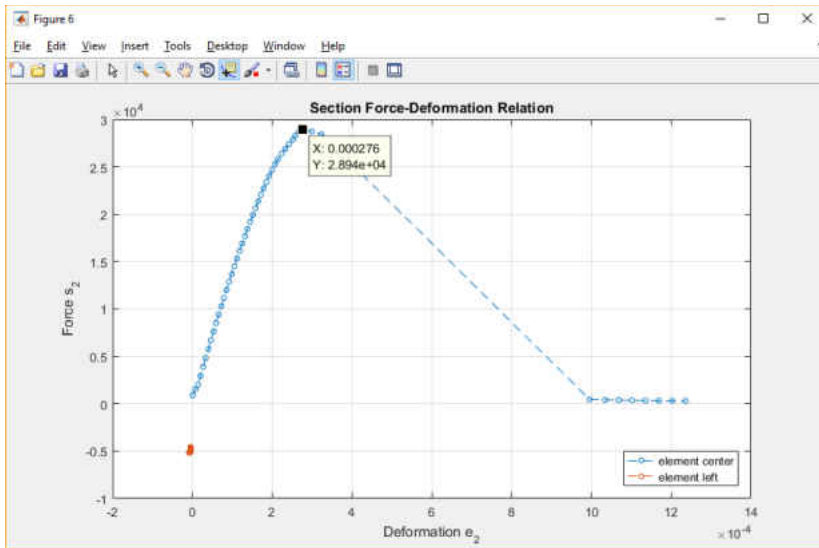 Figure 6
File Edit View Insert Tools Desktop Window Help
×10⁴
Section Force-Deformation Relation
3
2.5
2
1.5
1
0.5
0
-0.5
-1
Force s₂
X: 0.000276
Y: 2.894e+04
element center
element left
-2 0 2 4 6 8 10 12 14
Deformation e₂
×10⁻⁴